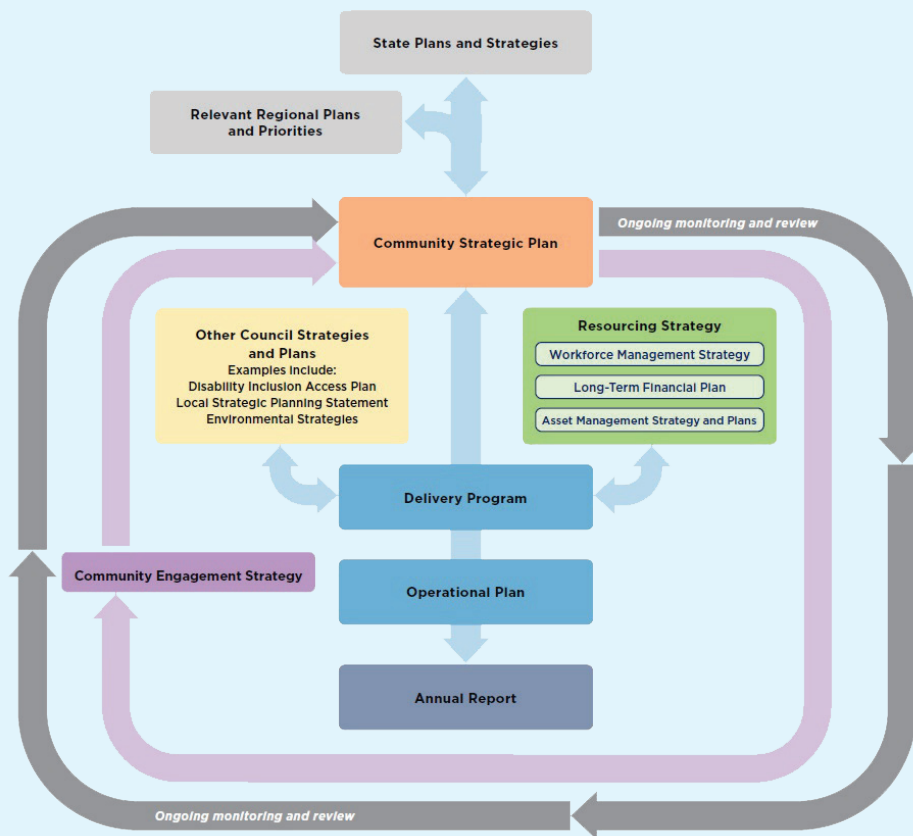 State Plans and Strategies
Relevant Regional Plans
and Priorities
Community Strategic Plan
Ongoing monitoring and review
Other Council Strategies
and Plans
Examples Include:
Disability Inclusion Access Plan
Local Strategic Planning Statement
Environmental Strategies
Resourcing Strategy
Workforce Management Strategy
Long-Term Financial Plan
Asset Management Strategy and Plans
Delivery Program
Community Engagement Strategy
Operational Plan
Annual Report
Ongoing monitoring and review